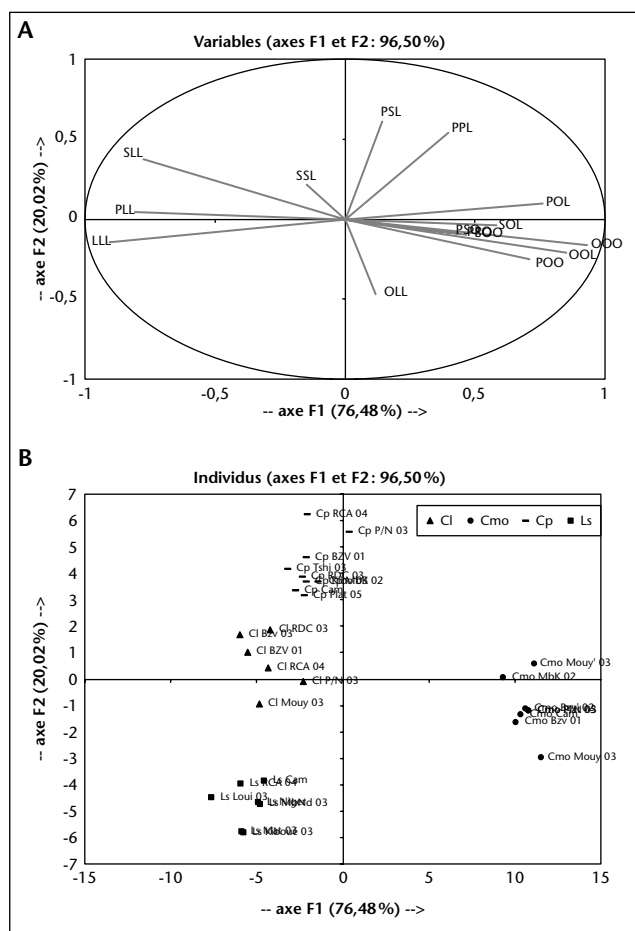 A
Variables (axes F1 et F2 : 96,50 %)
-- axe F2 (20,02 %) -->
1
0,5
0
-0,5
-1
PSL
PPL
SLL
SSL
PLL
POL
SOL
LLL
OOO
OOL
POO
OLL
-1
-0,5
0
0,5
1
-- axe F1 (76,48 %) -->
B
Individus (axes F1 et F2 : 96,50 %)
-- axe F2 (20,02 %) -->
7
6
5
4
3
2
1
0
-1
-2
-3
-4
-5
-6
-7
Cl
Cmo
Cp
Ls
Cp RCA 04
Cp P/N 03
Cp BZV 01
Cp Tshi 03
Cp RDC 03
Cp Cam
Cp Plat 05
Cl RDC 03
Cl Bzv 03
Cl BZV 01
Cl RCA 04
Cl P/N 03
Cl Mouy 03
Cmo Mouy' 03
Cmo MbK 02
Cmo Cam
Cmo Bzv 01
Cmo Mouy 03
Ls Cam
Ls RCA 04
Ls Loui 03
Ls Kiboué 03
-15
-10
-5
0
5
10
15
-- axe F1 (76,48 %) -->